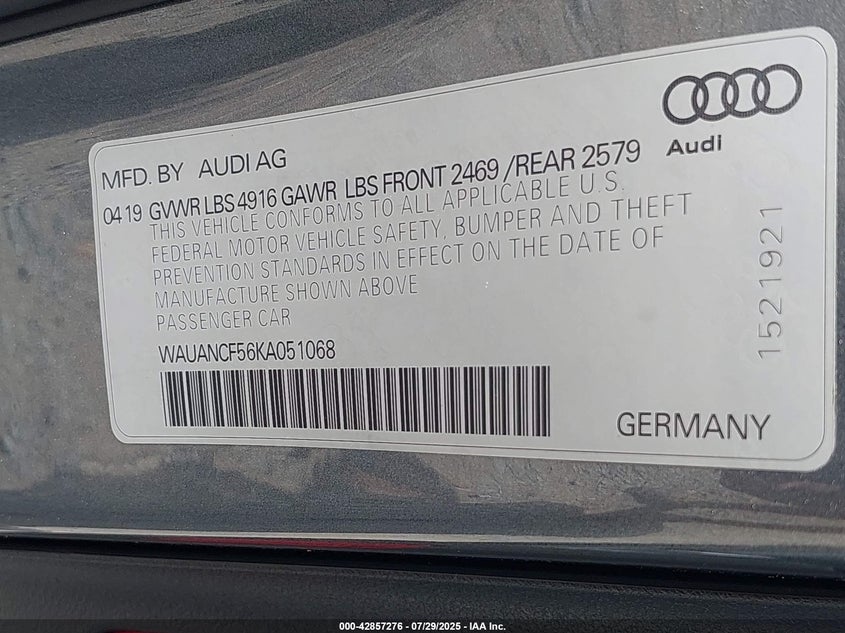 MFD. BY AUDI AG
04 19 GVWR LBS 4916 GAWR LBS FRONT 2469 /REAR 2579
THIS VEHICLE CONFORMS TO ALL APPLICABLE U.S.
FEDERAL MOTOR VEHICLE SAFETY, BUMPER AND THEFT
PREVENTION STANDARDS IN EFFECT ON THE DATE OF
MANUFACTURE SHOWN ABOVE
PASSENGER CAR
WAUANCF56KA051068
Audi
1521921
GERMANY
000-42857276 - 07/29/2025 - IAA Inc.